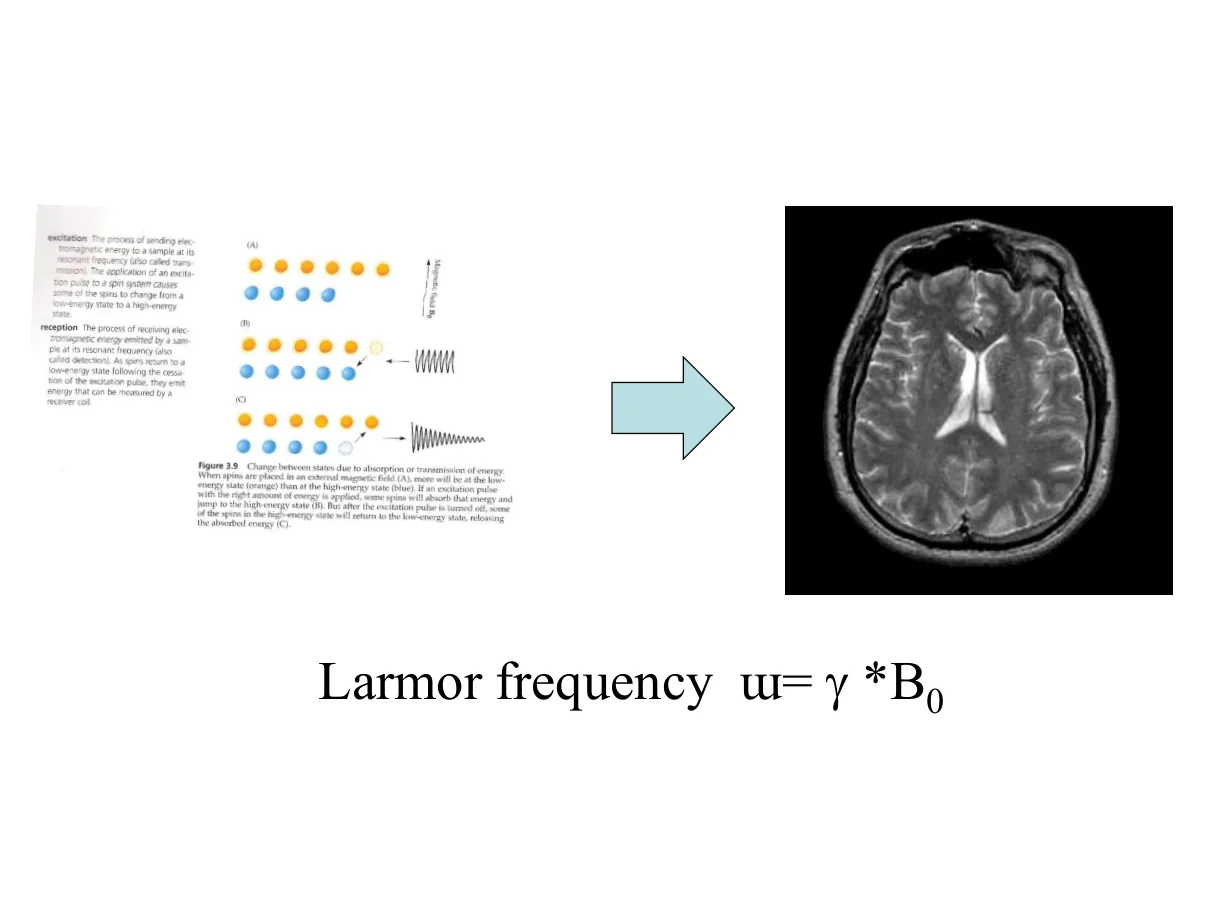 excitation The process of sending elec-
tromagnetic energy to a sample at its
resonant frequency (also called trans-
mission). The application of an excita-
tion pulse to a spin system causes
some of the spins to change from a
low-energy state to a high-energy
state.
reception The process of receiving elec-
tromagnetic energy emitted by a sam-
ple at its resonant frequency (also
called detection). As spins return to a
low-energy state following the cessa-
tion of the excitation pulse, they emit
energy that can be measured by a
receiver coil.
(A)
Magnetic field B0
(B)
(C)
Figure 3.9 Change between states due to absorption or transmission of energy.
When spins are placed in an external magnetic field (A), more will be at the low-
energy state (orange) than at the high-energy state (blue). If an excitation pulse
with the right amount of energy is applied, some spins will absorb that energy and
jump to the high-energy state (B). But after the excitation pulse is turned off, some
of the spins in the high-energy state will return to the low-energy state, releasing
the absorbed energy (C).
Larmor frequency ɯ= γ *B₀